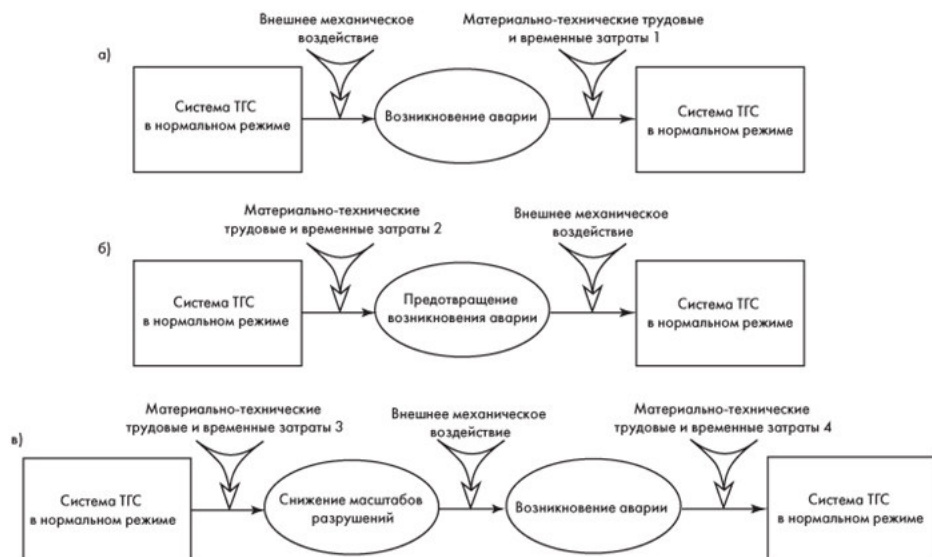 Внешнее механическое
воздействие
Материально-технические трудовые
и временные затраты 1
а)
Система ТГС
в нормальном режиме
Возникновение аварии
Система ТГС
в нормальном режиме
Материально-технические
трудовые и временные затраты 2
Внешнее механическое
воздействие
б)
Система ТГС
в нормальном режиме
Предотвращение
возникновения аварии
Система ТГС
в нормальном режиме
Материально-технические
трудовые и временные затраты 3
Внешнее механическое
воздействие
Материально-технические
трудовые и временные затраты 4
в)
Система ТГС
в нормальном режиме
Снижение масштабов
разрушений
Возникновение аварии
Система ТГС
в нормальном режиме